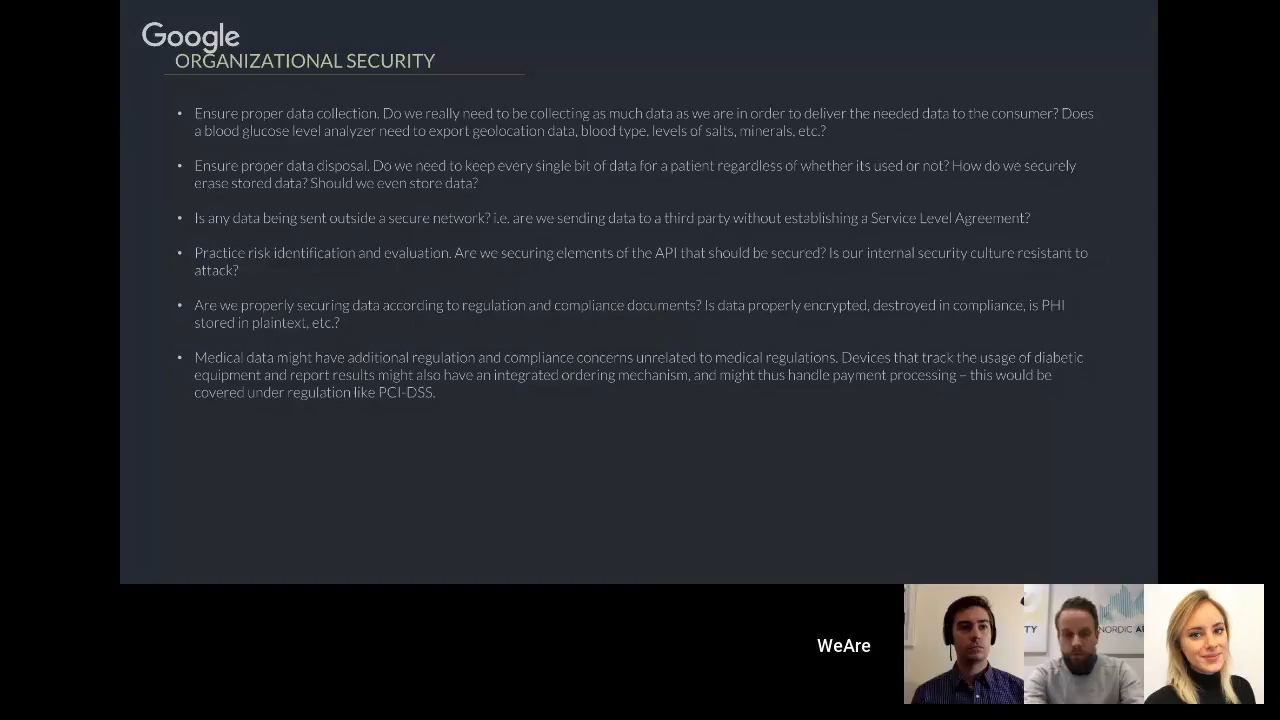 Google
ORGANIZATIONAL SECURITY
• Ensure proper data collection. Do we really need to be collecting as much data as we are in order to deliver the needed data to the consumer? Does
a blood glucose level analyzer need to export geolocation data, blood type, levels of salts, minerals, etc.?
• Ensure proper data disposal. Do we need to keep every single bit of data for a patient regardless of whether its used or not? How do we securely
erase stored data? Should we even store data?
• Is any data being sent outside a secure network? i.e. are we sending data to a third party without establishing a Service Level Agreement?
• Practice risk identification and evaluation. Are we securing elements of the API that should be secured? Is our internal security culture resistant to
attack?
• Are we properly securing data according to regulation and compliance documents? Is data properly encrypted, destroyed in compliance, is PHI
stored in plaintext, etc.?
• Medical data might have additional regulation and compliance concerns unrelated to medical regulations. Devices that track the usage of diabetic
equipment and report results might also have an integrated ordering mechanism, and might thus handle payment processing – this would be
covered under regulation like PCI-DSS.
TY
NORDIC
WeAre